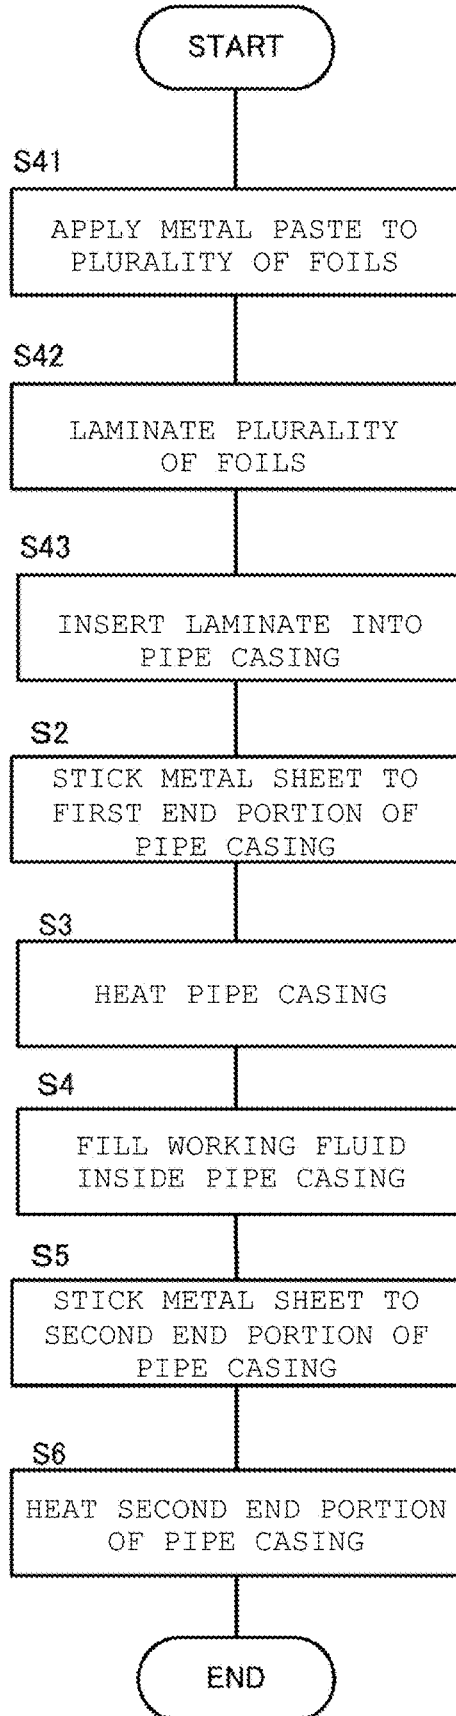 START
S41
APPLY METAL PASTE TO
PLURALITY OF FOILS
S42
LAMINATE PLURALITY
OF FOILS
S43
INSERT LAMINATE INTO
PIPE CASING
S2
STICK METAL SHEET TO
FIRST END PORTION OF
PIPE CASING
S3
HEAT PIPE CASING
S4
FILL WORKING FLUID
INSIDE PIPE CASING
S5
STICK METAL SHEET TO
SECOND END PORTION OF
PIPE CASING
S6
HEAT SECOND END PORTION
OF PIPE CASING
END